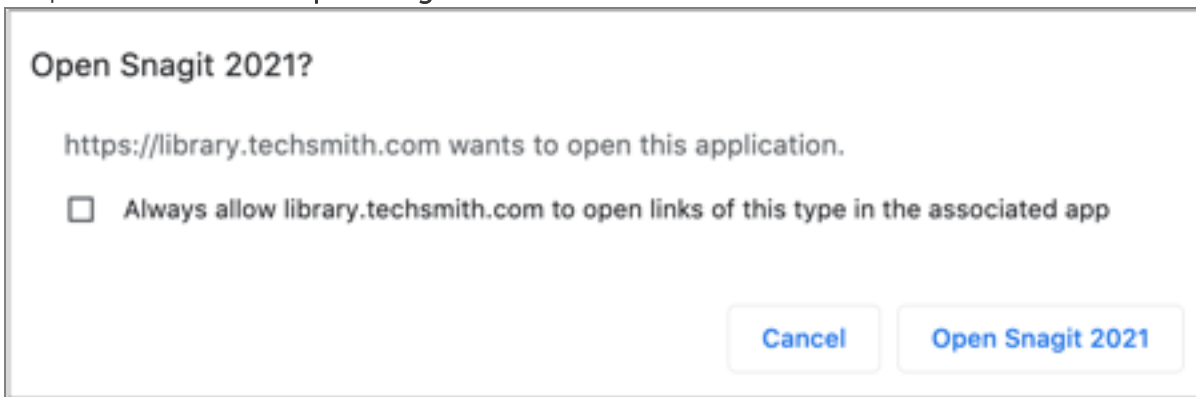 Open Snagit 2021?
https://library.techsmith.com wants to open this application.
Always allow library.techsmith.com to open links of this type in the associated app
Cancel
Open Snagit 2021